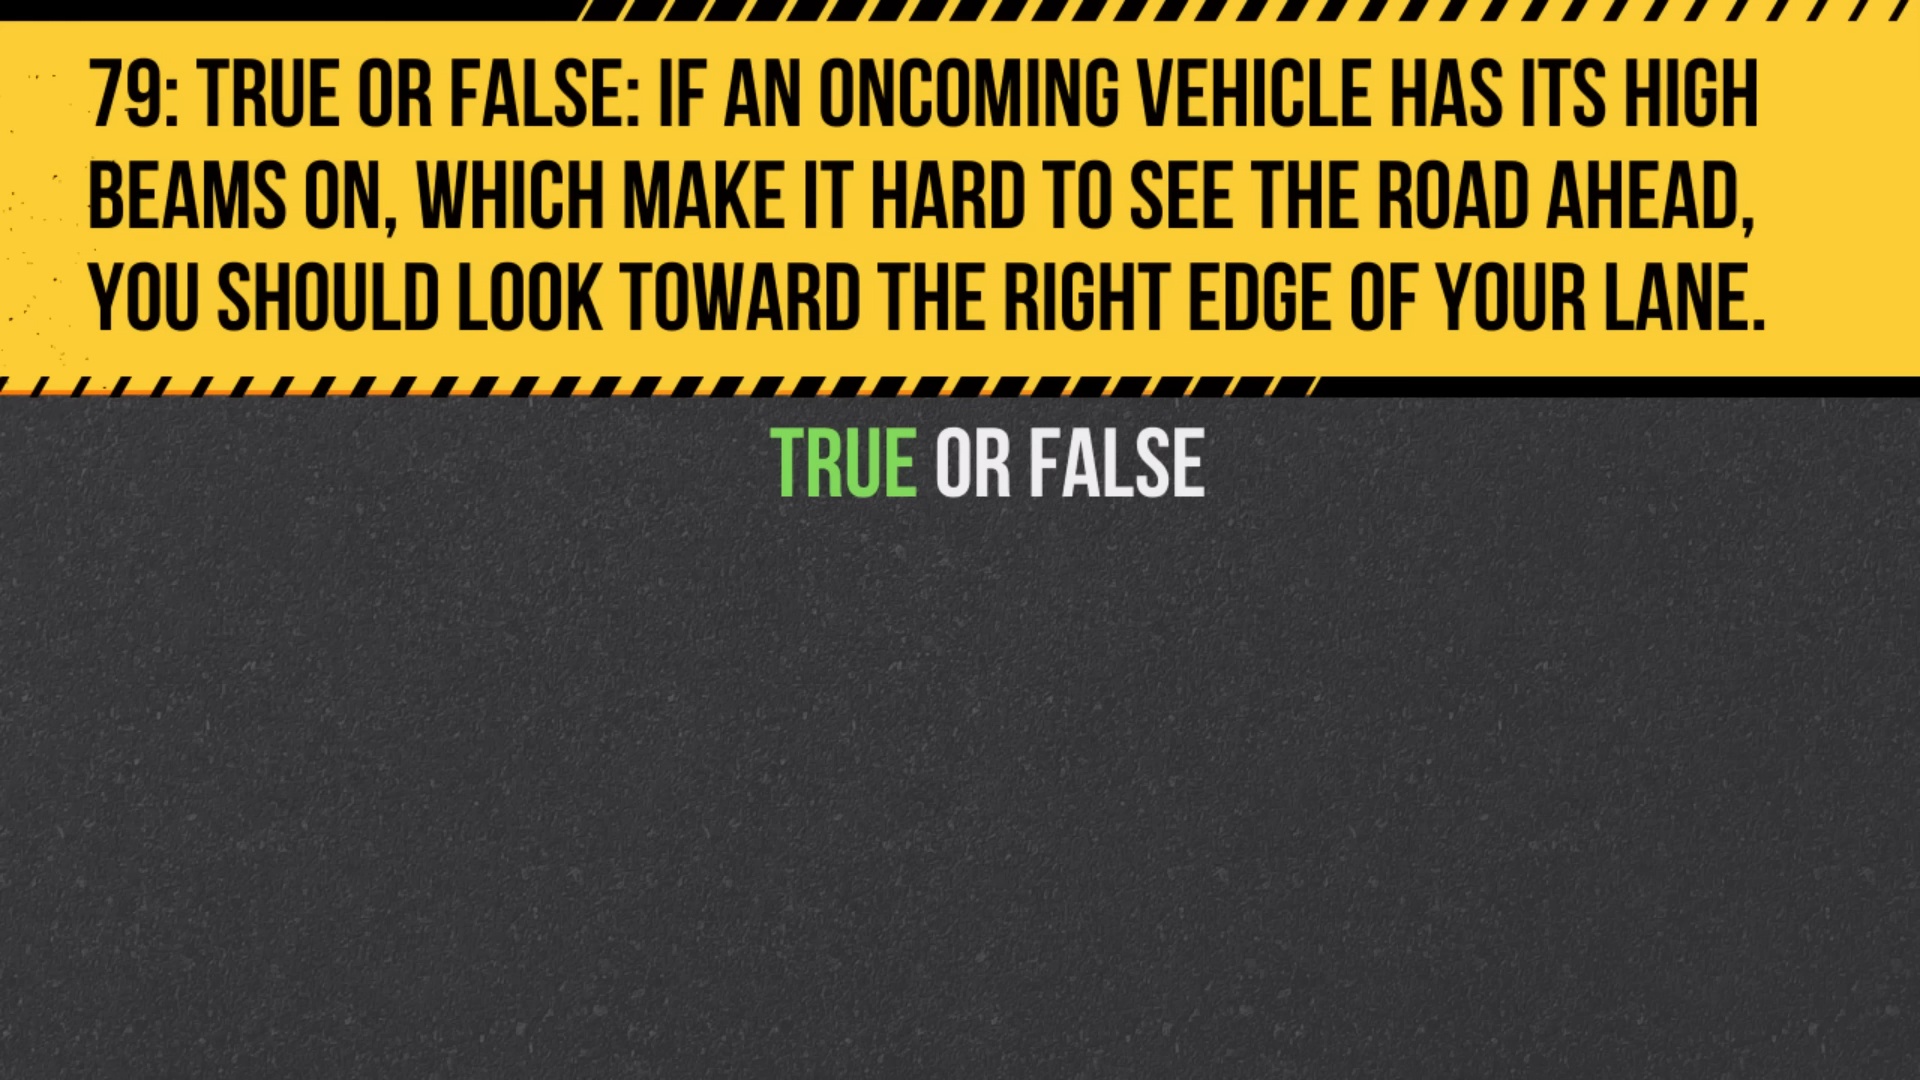 79: TRUE OR FALSE: IF AN ONCOMING VEHICLE HAS ITS HIGH
BEAMS ON, WHICH MAKE IT HARD TO SEE THE ROAD AHEAD,
YOU SHOULD LOOK TOWARD THE RIGHT EDGE OF YOUR LANE.
TRUE OR FALSE